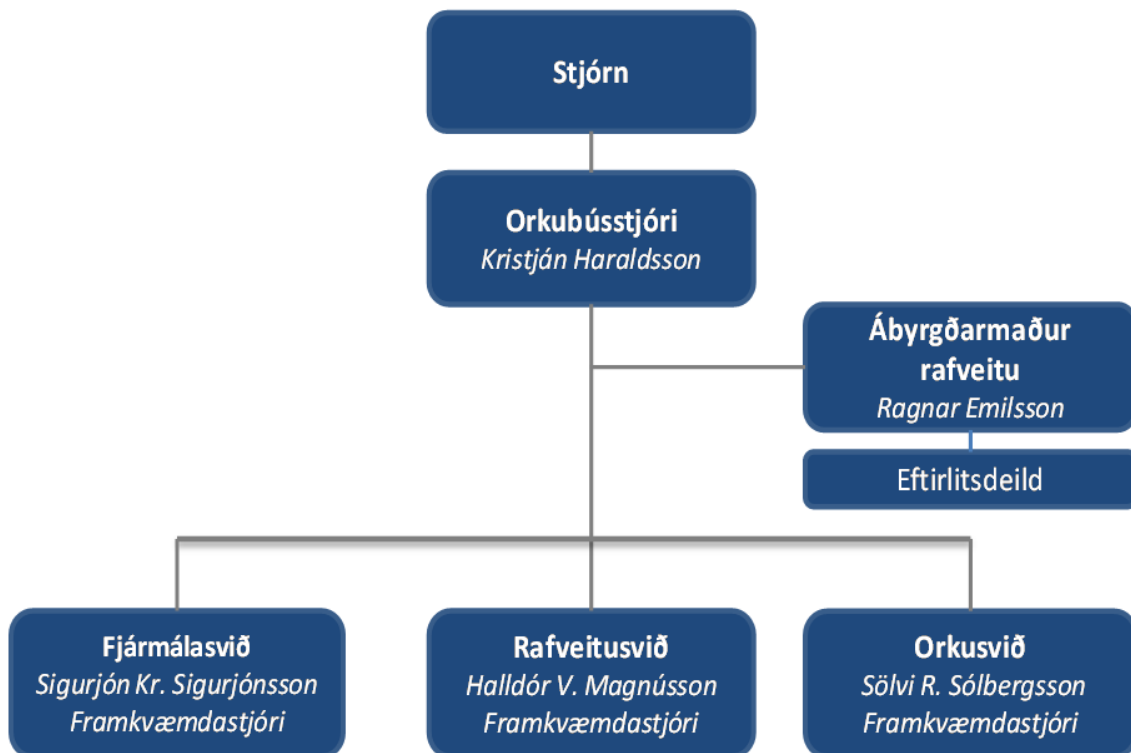 Stjórn
Orkubússtjóri
Kristján Haraldsson
Ábyrgðarmaður
rafveitu
Ragnar Emilsson
Eftirlitsdeild
Fjármálasvið
Sigurjón Kr. Sigurjónsson
Framkvæmdastjóri
Rafveitusvið
Halldór V. Magnússon
Framkvæmdastjóri
Orkusvið
Sölvi R. Sólbergsson
Framkvæmdastjóri